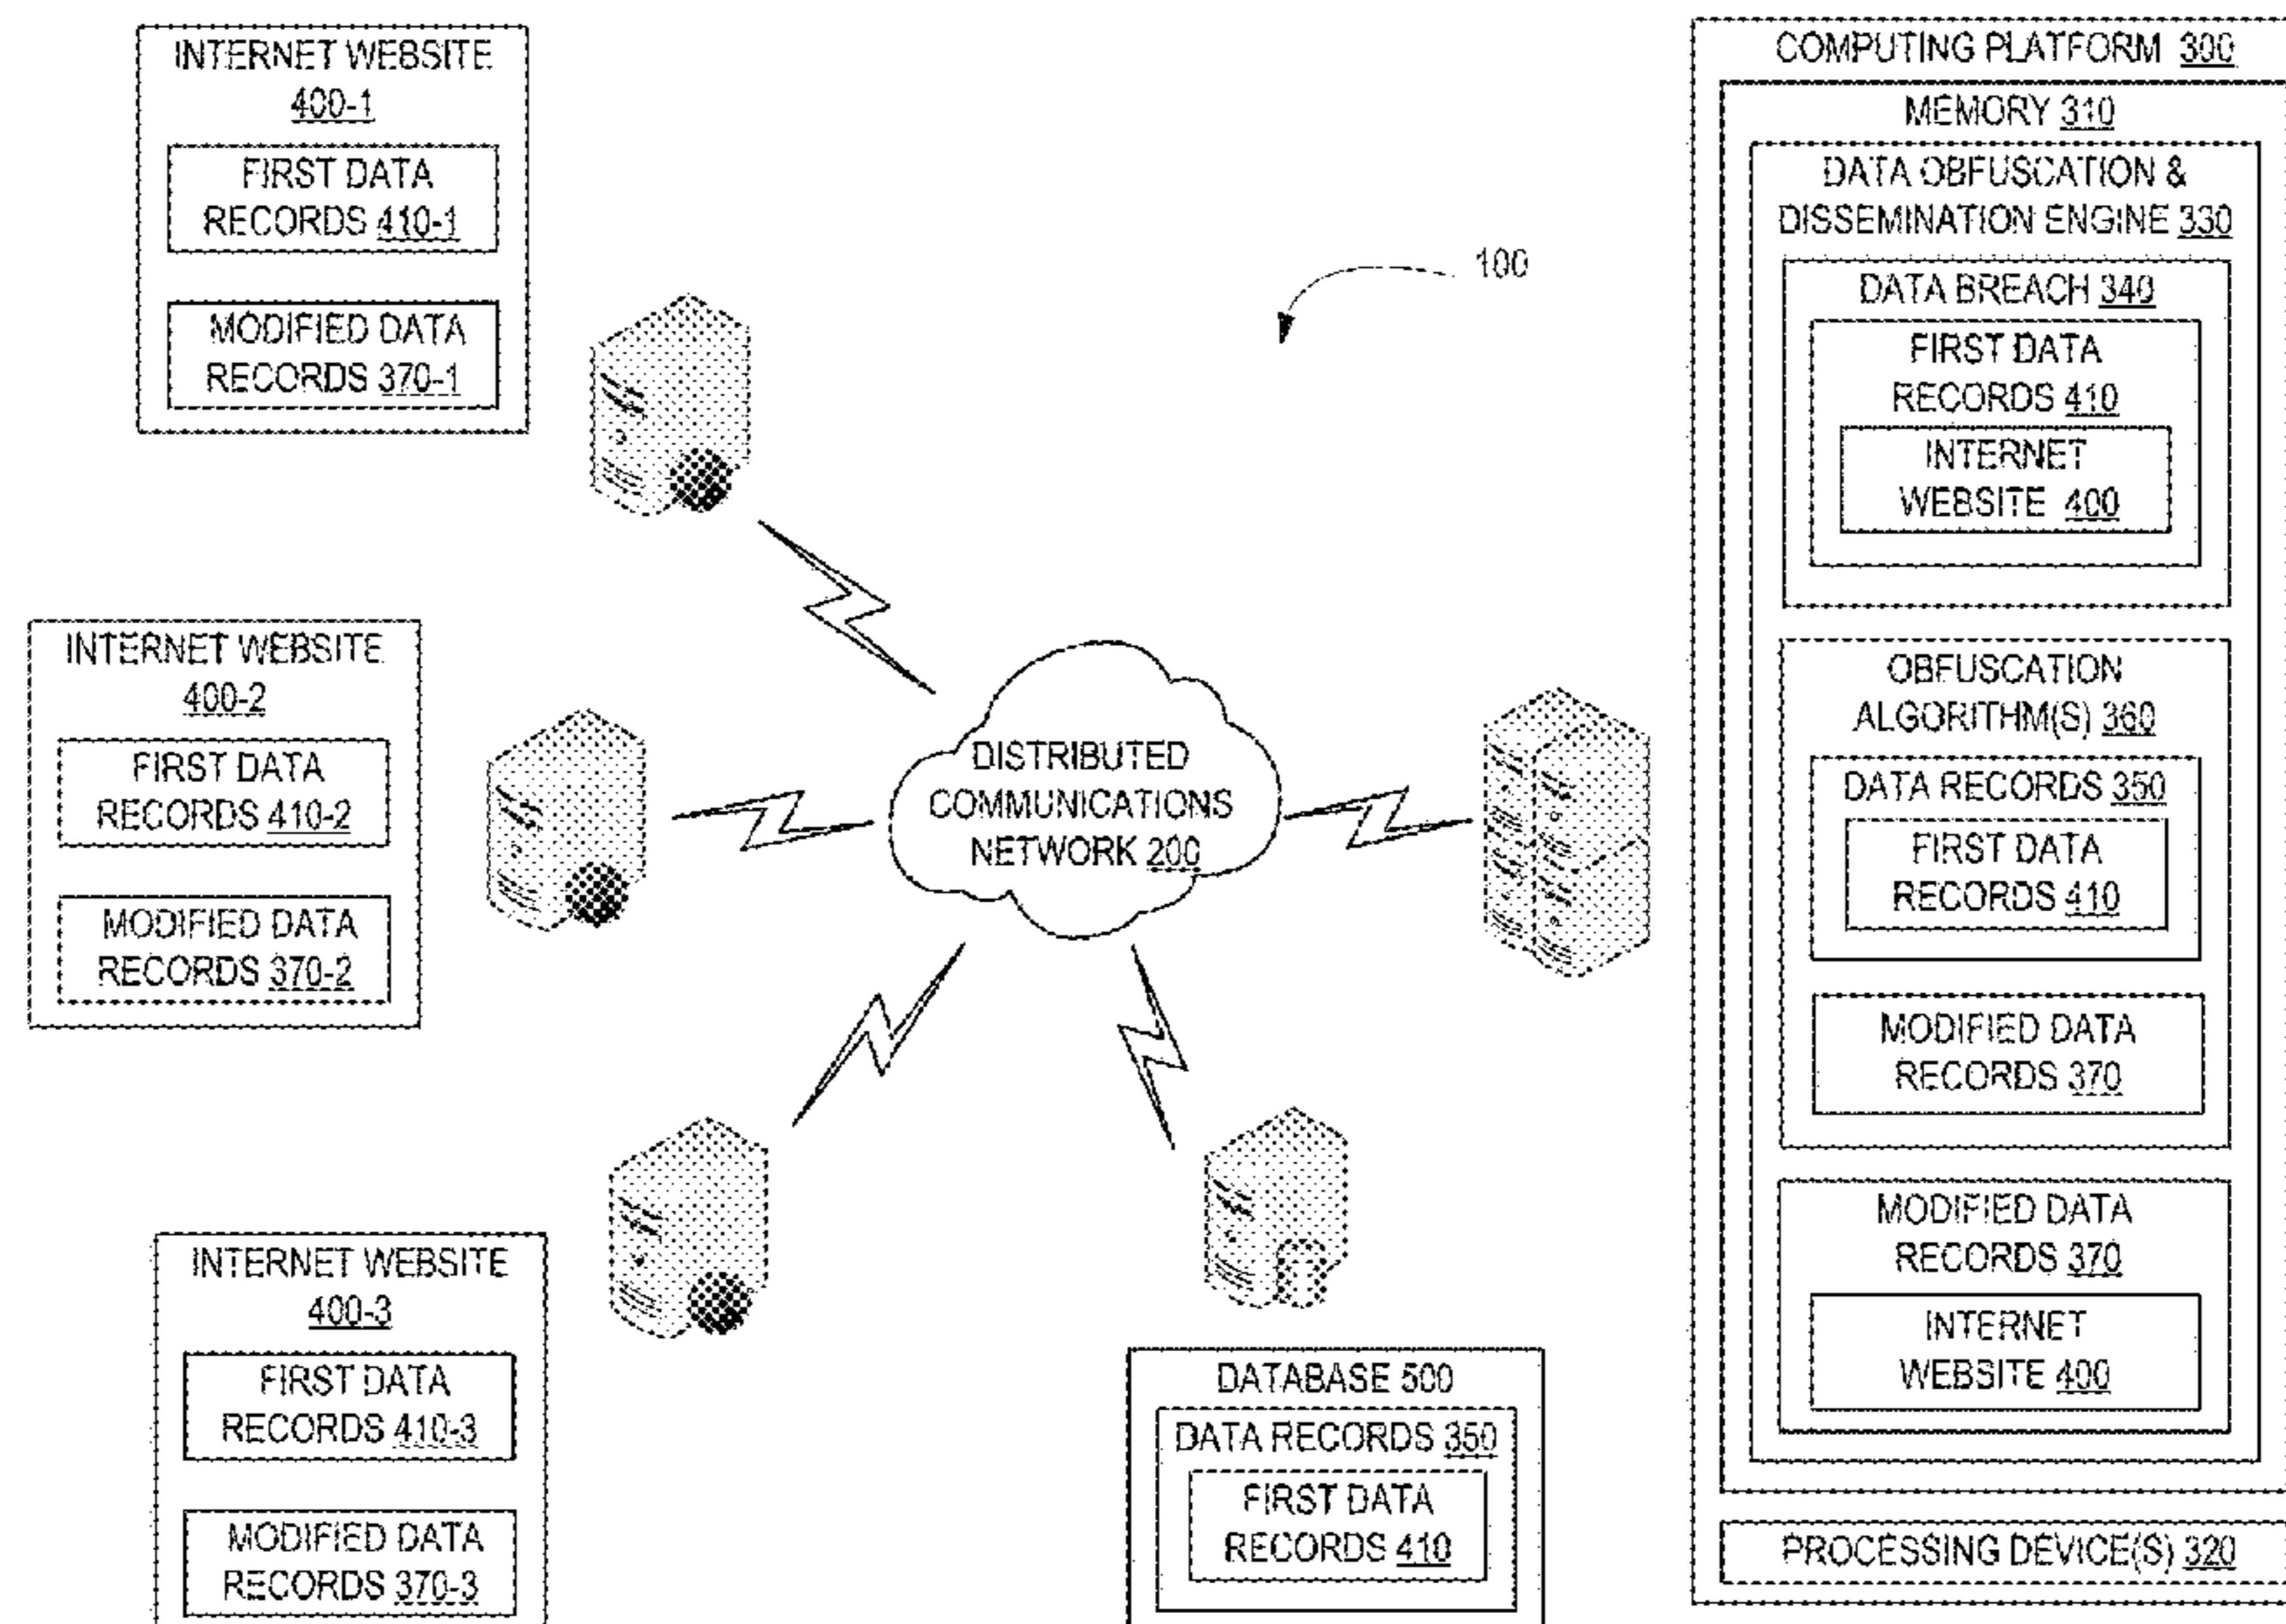 INTERNET WEBSITE
400-1
FIRST DATA
RECORDS 410-1
MODIFIED DATA
RECORDS 370-1
INTERNET WEBSITE
400-2
FIRST DATA
RECORDS 410-2
MODIFIED DATA
RECORDS 370-2
INTERNET WEBSITE
400-3
FIRST DATA
RECORDS 410-3
MODIFIED DATA
RECORDS 370-3
100
DISTRIBUTED
COMMUNICATIONS
NETWORK 200
DATABASE 500
DATA RECORDS 350
FIRST DATA
RECORDS 410
COMPUTING PLATFORM 300
MEMORY 310
DATA OBFUSCATION &
DISSEMINATION ENGINE 330
DATA BREACH 340
FIRST DATA
RECORDS 410
INTERNET
WEBSITE 400
OBFUSCATION
ALGORITHM(S) 360
DATA RECORDS 350
FIRST DATA
RECORDS 410
MODIFIED DATA
RECORDS 370
MODIFIED DATA
RECORDS 370
INTERNET
WEBSITE 400
PROCESSING DEVICE(S) 320